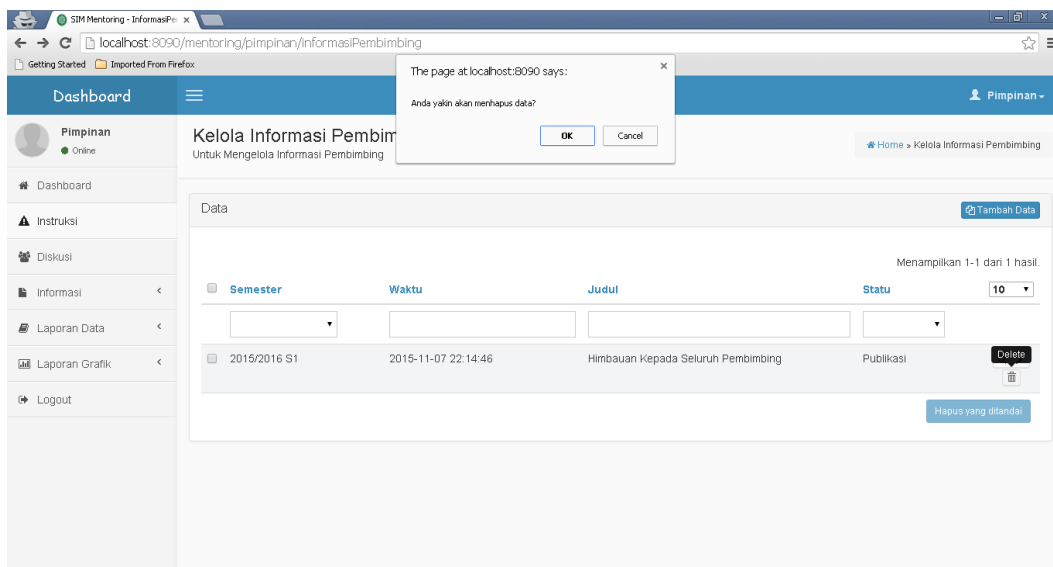 SIM Mentoring - InformasiPe
localhost:8090/mentoring/pimpinan/informasiPembimbing
Getting Started Imported From Firefox
The page at localhost:8090 says:
Anda yakin akan menhapus data?
OK Cancel
Dashboard Pimpinan
Pimpinan
Online
Kelola Informasi Pembim
Untuk Mengelola Informasi Pembimbing
Home » Kelola Informasi Pembimbing
Dashboard
Instruksi
Diskusi
Informasi
Laporan Data
Laporan Grafik
Logout
Data Tambah Data
Menampilkan 1-1 dari 1 hasil.
Semester Waktu Judul Statu 10
2015/2016 S1 2015-11-07 22:14:46 Himbauan Kepada Seluruh Pembimbing Publikasi Delete
Hapus yang ditandai